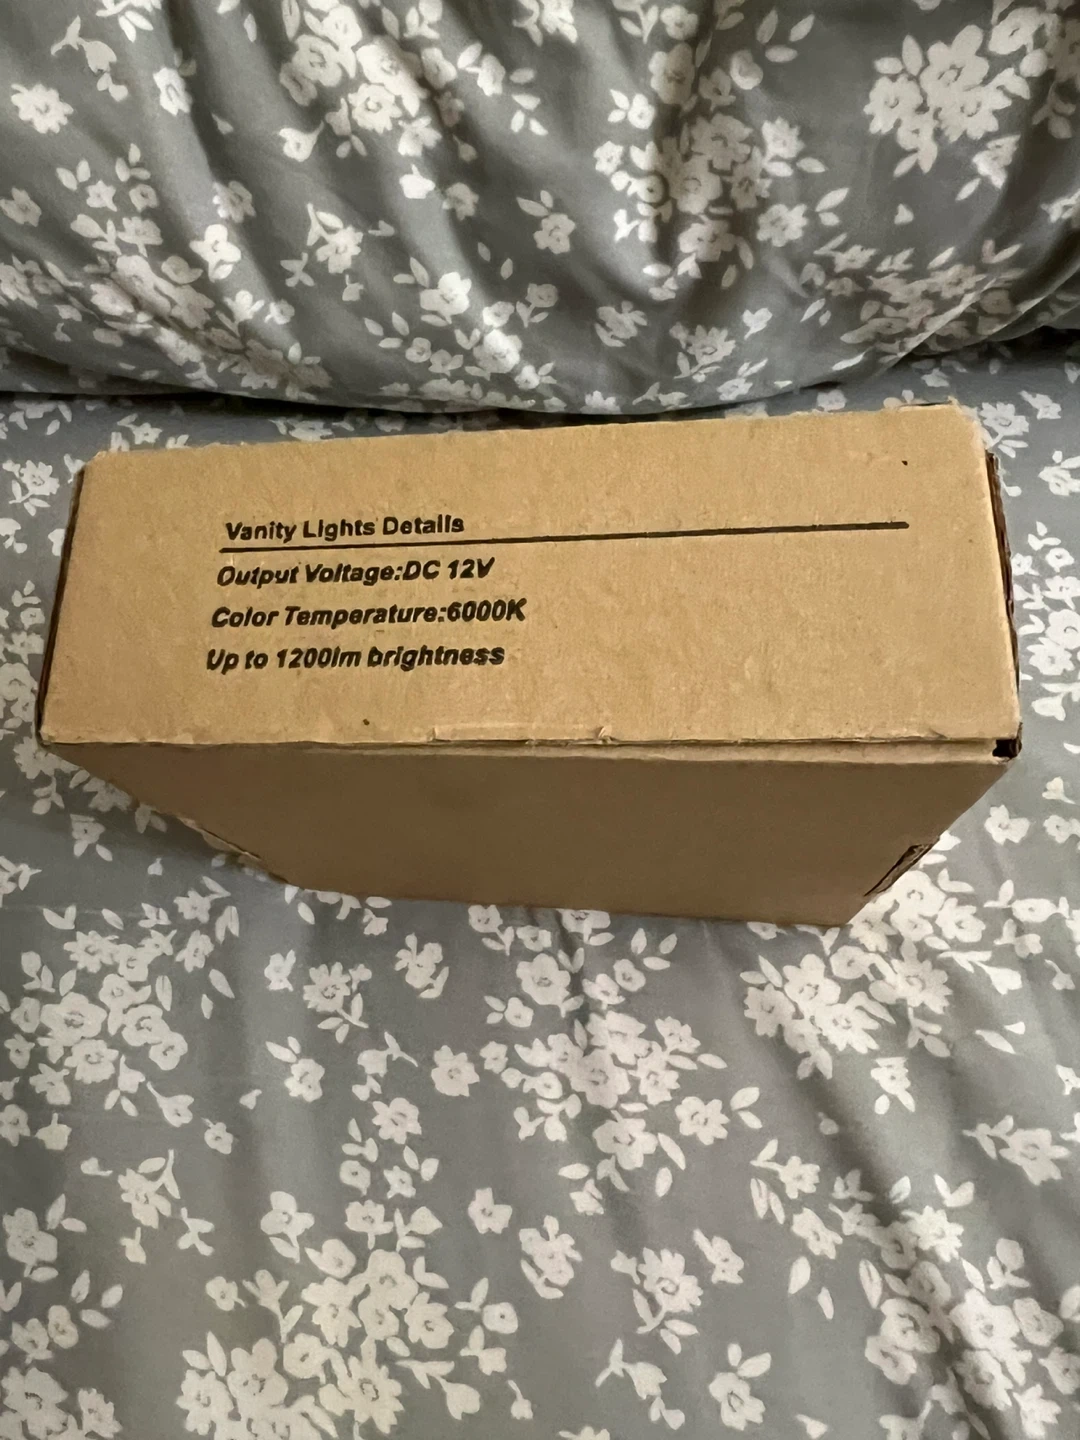 Vanity Lights Details
Output Voltage:DC 12V
Color Temperature:6000K
Up to 1200lm brightness